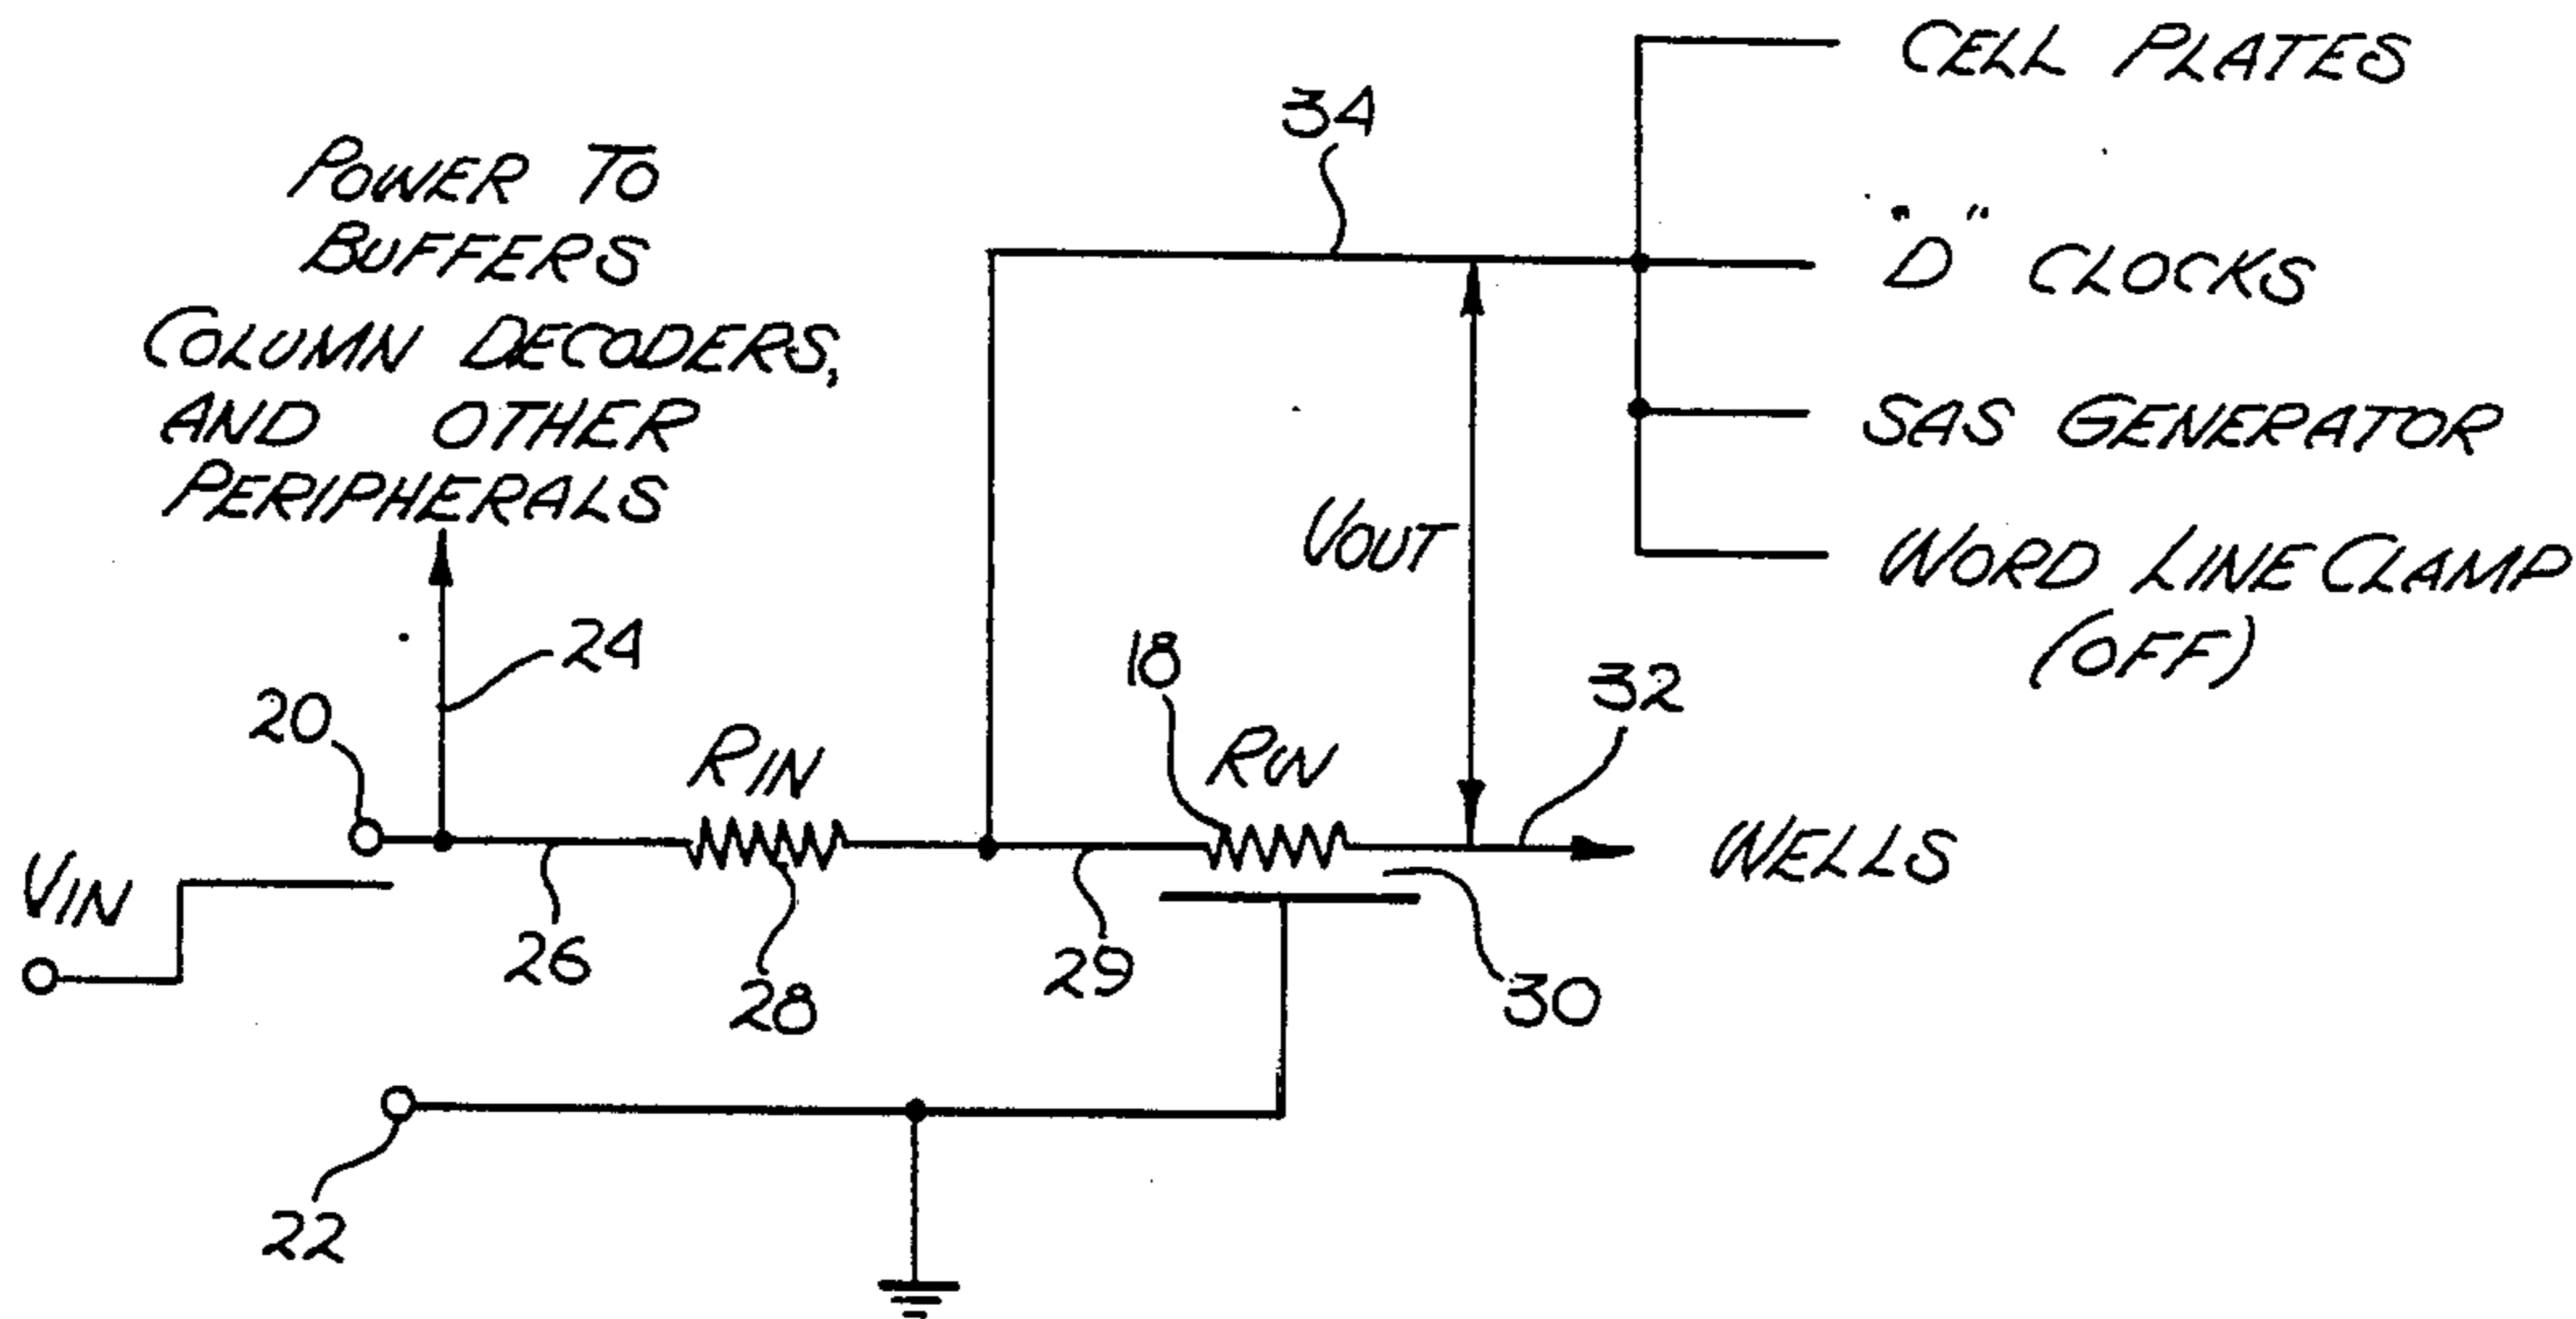 POWER TO
BUFFERS
COLUMN DECODERS,
AND OTHER
PERIPHERALS
24
20
VIN
26
RIN
28
22
34
VOUT
18
RW
29
30
32
WELLS
CELL PLATES
"D" CLOCKS
SAS GENERATOR
WORD LINE CLAMP
(OFF)